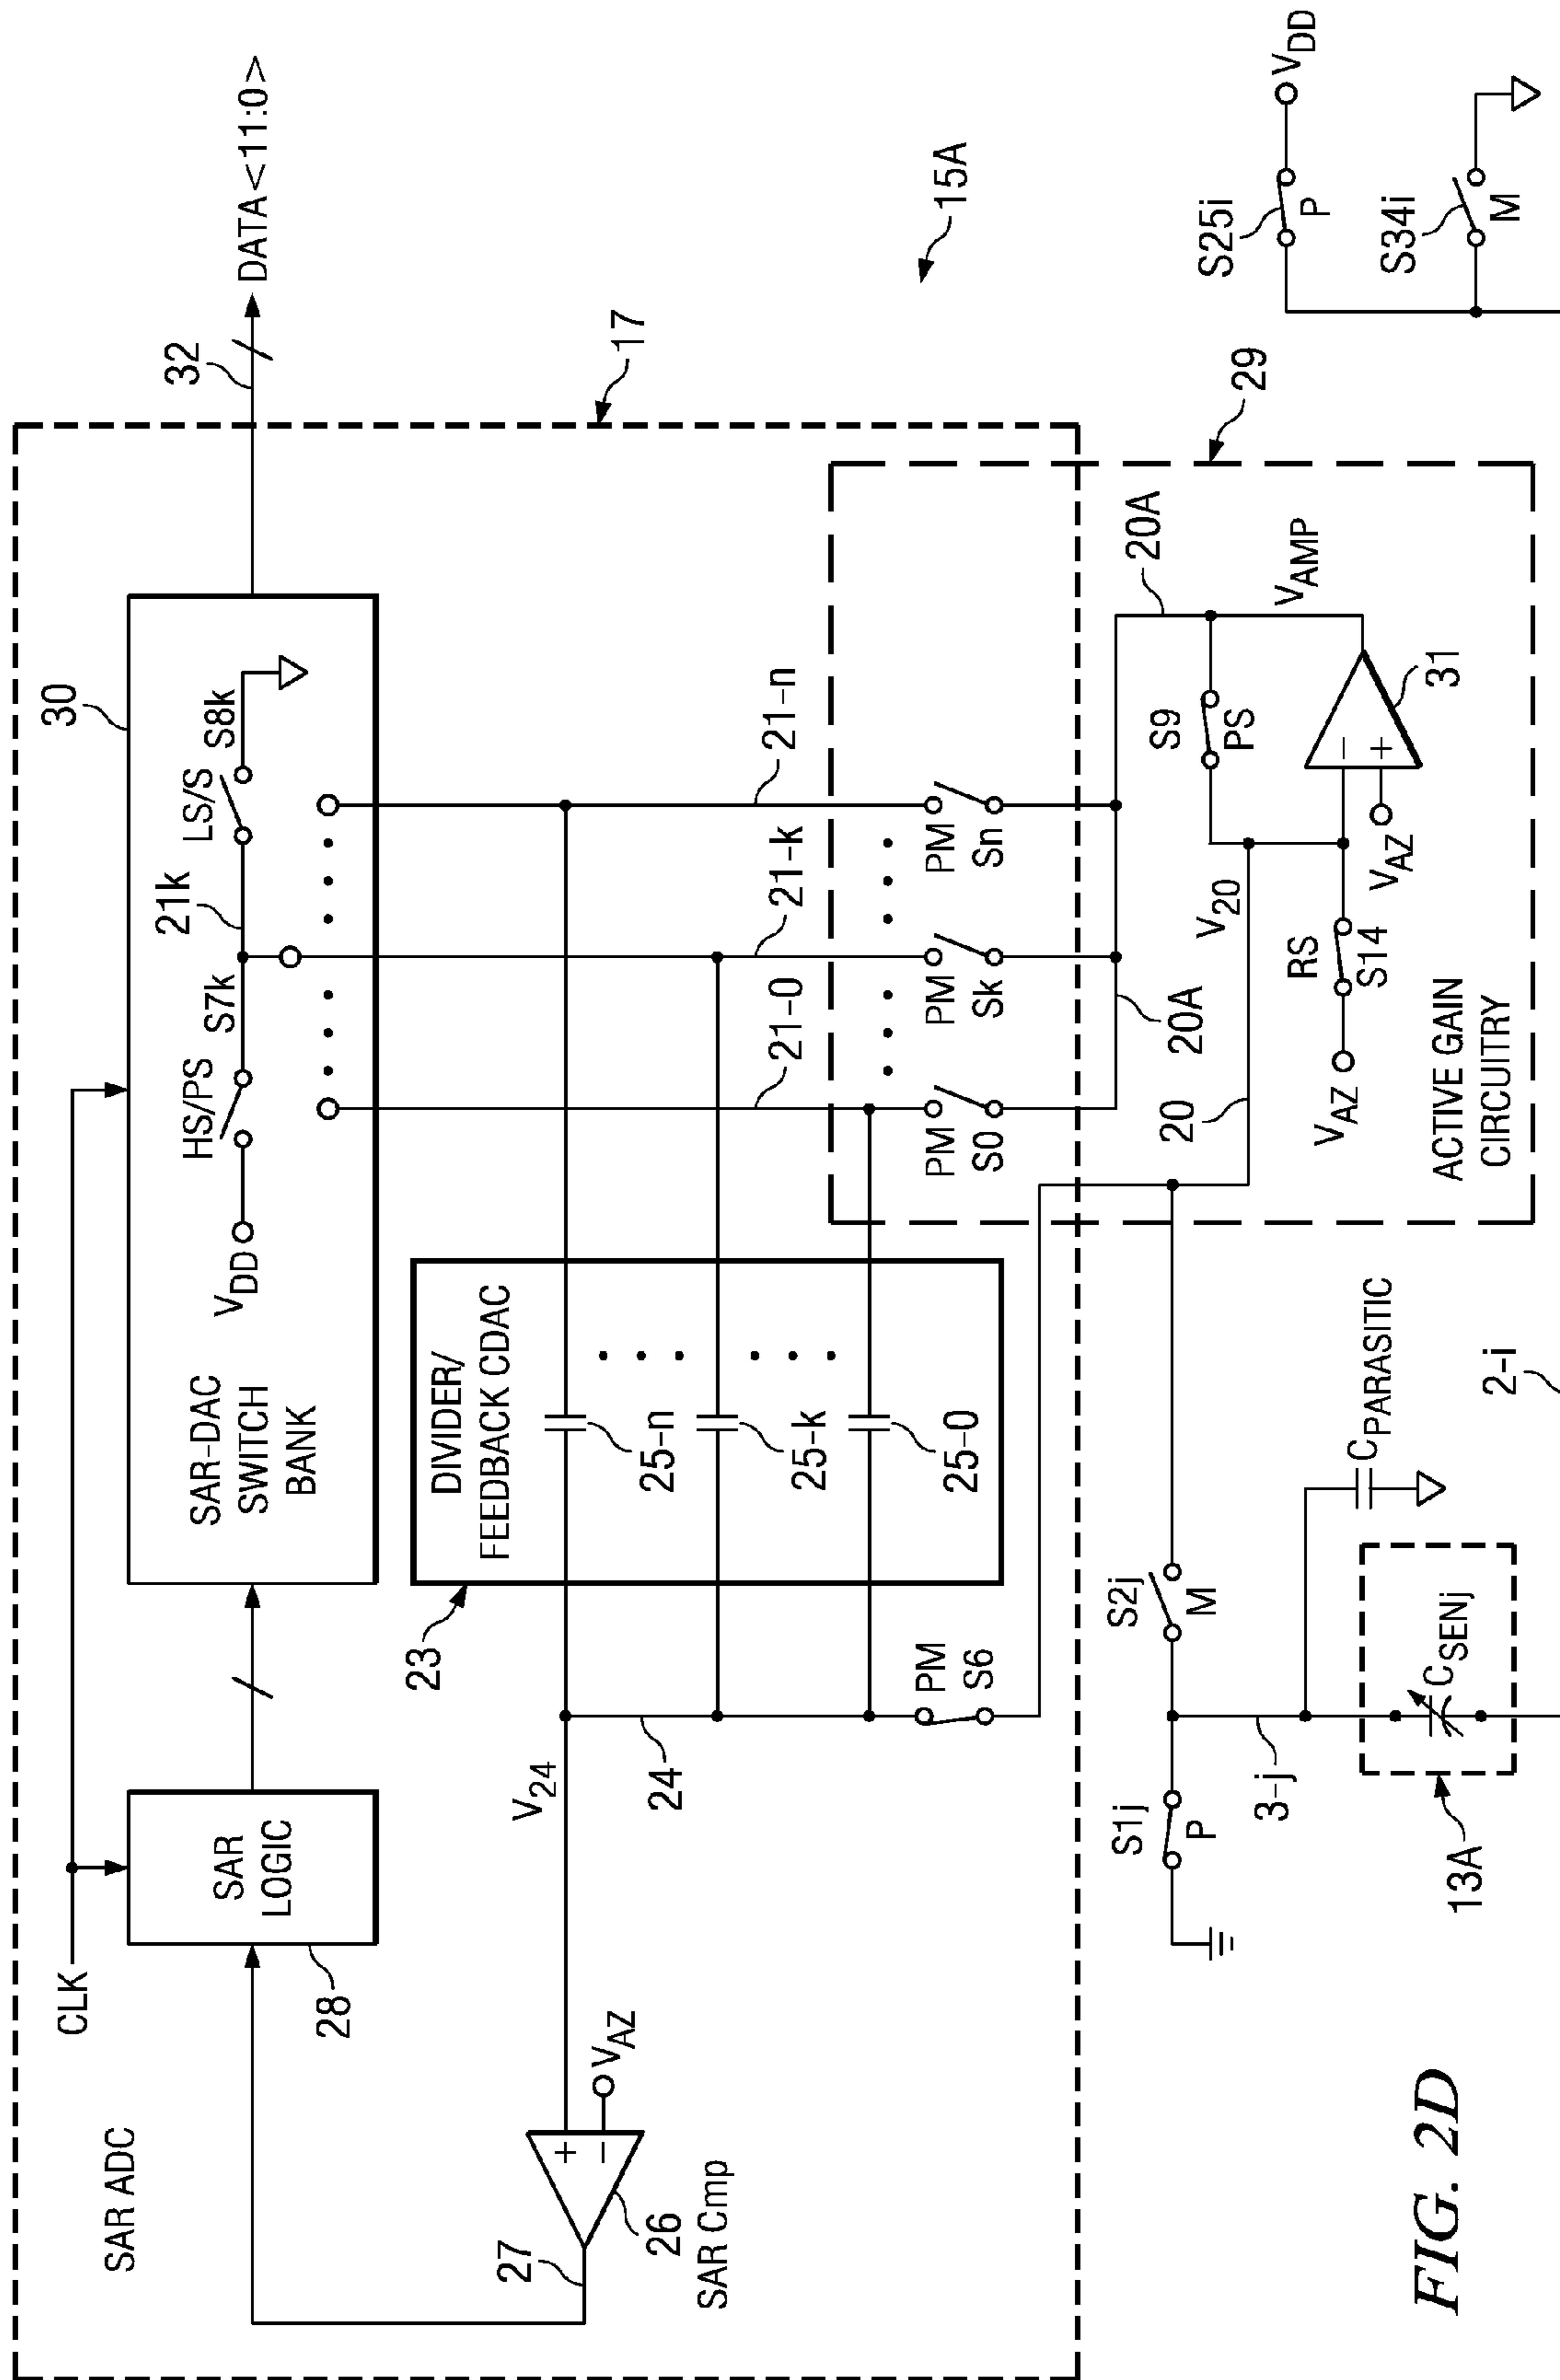 SAR ADC
CLK
SAR
LOGIC
28
SAR-DAC
SWITCH
BANK
30
VDD
HS/PS
S7k
21k
LS/S
S8k
32
DATA<11:0>
17
15A
27
26
SAR Cmp
+
−
VAZ
V24
24
23
DIVIDER/
FEEDBACK CDAC
25-n
25-k
25-0
21-0
21-k
21-n
PM
S6
PM
S0
PM
Sk
PM
Sn
29
20A
20A
20
V20
S9
PS
VAMP
31
−
+
VAZ
RS
S14
VAZ
ACTIVE GAIN
CIRCUITRY
S1j
P
S2j
M
3-j
CPARASITIC
CSENj
13A
2-i
S25i
P
VDD
S34i
M
FIG. 2D